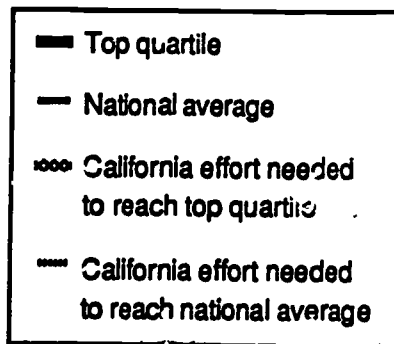 Top quartile
National average
California effort needed
to reach top quartile
California effort needed
to reach national average